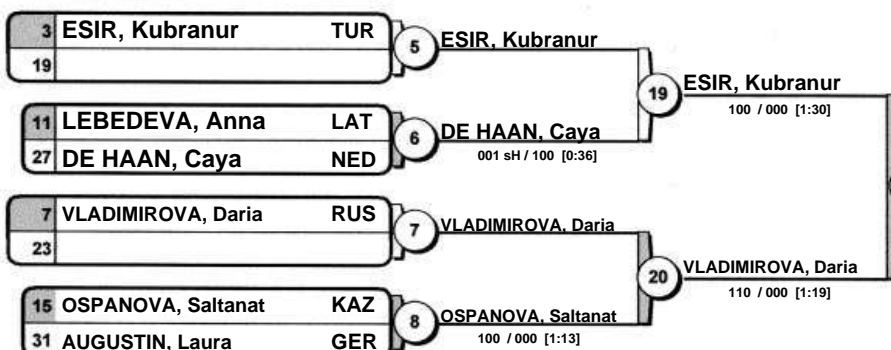 3 ESIR, Kubranur TUR
19
5 ESIR, Kubranur
11 LEBEDEVA, Anna LAT
27 DE HAAN, Caya NED
6 DE HAAN, Caya
001 sH / 100 [0:36]
19 ESIR, Kubranur
100 / 000 [1:30]
7 VLADIMIROVA, Daria RUS
23
7 VLADIMIROVA, Daria
15 OSPANOVA, Saltanat KAZ
31 AUGUSTIN, Laura GER
8 OSPANOVA, Saltanat
100 / 000 [1:13]
20 VLADIMIROVA, Daria
110 / 000 [1:19]